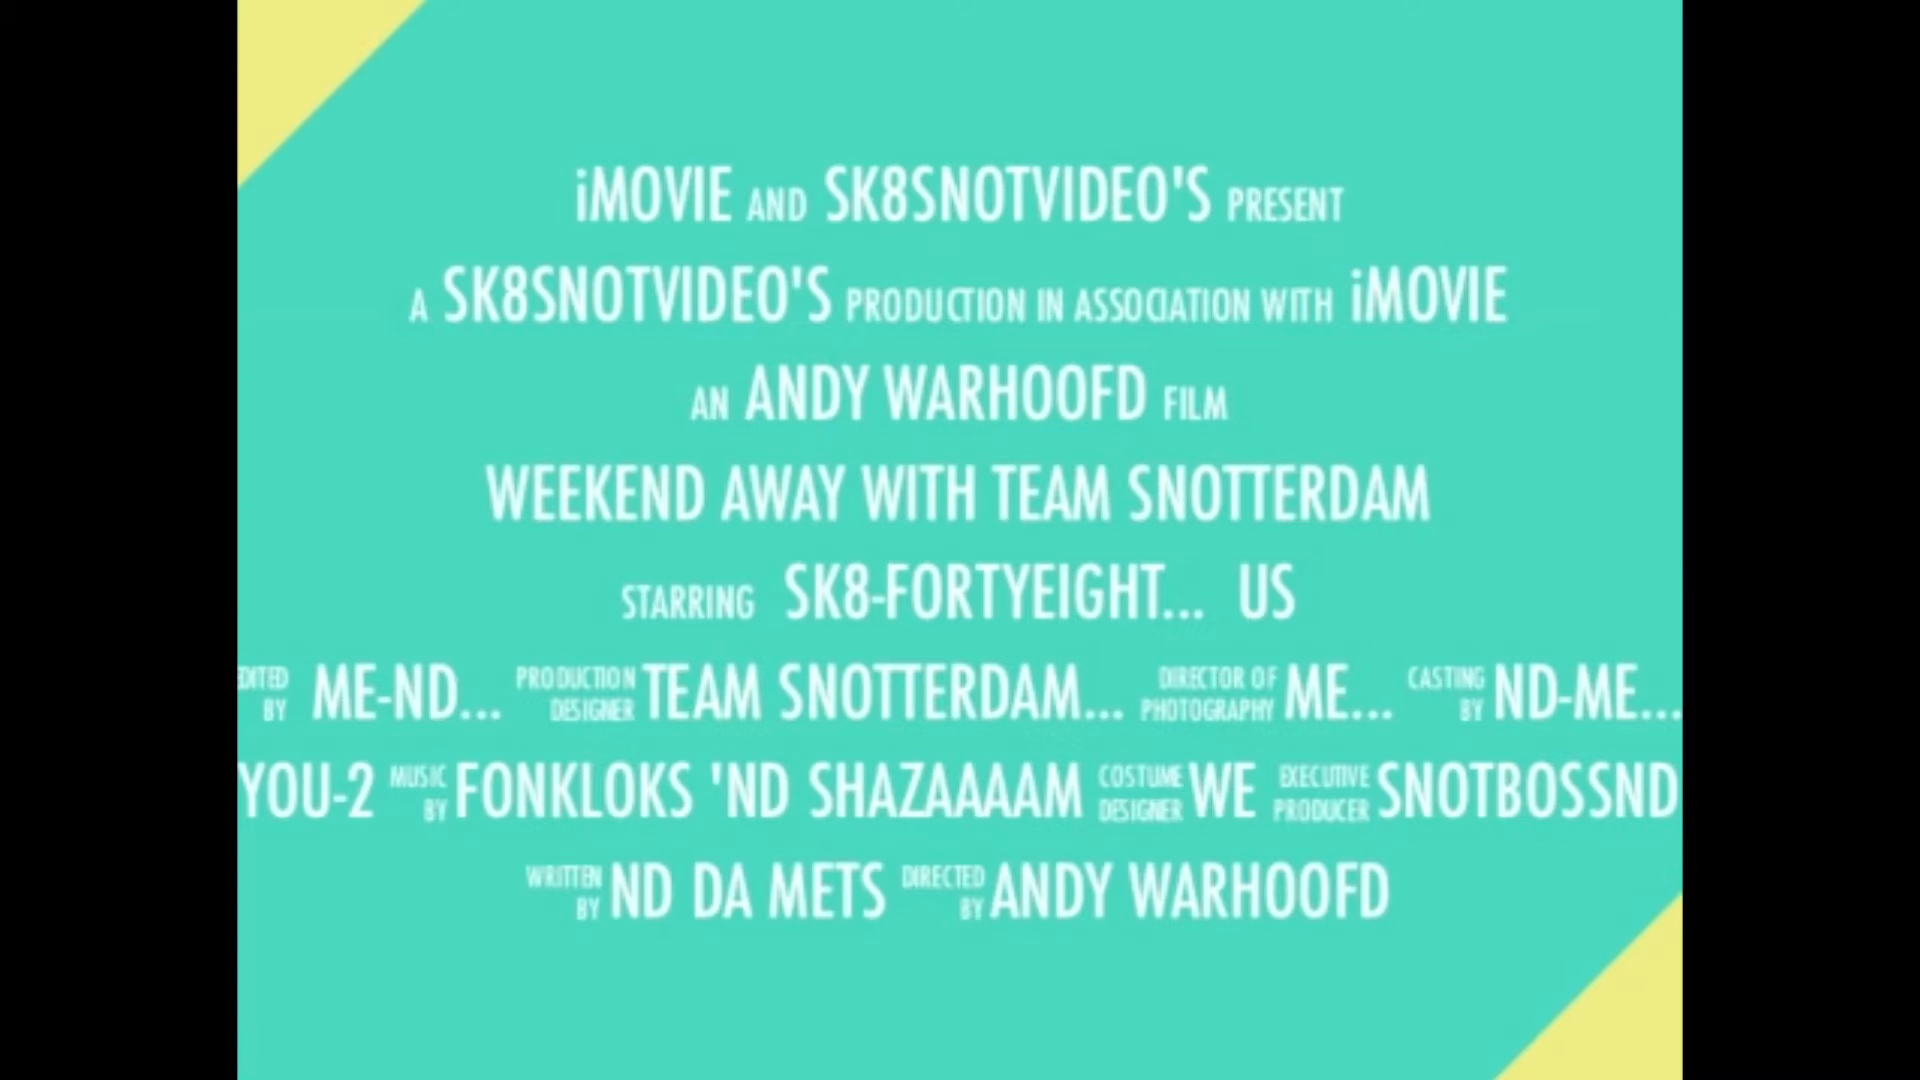 iMOVIE AND SK8SNOTVIDEO'S PRESENT
A SK8SNOTVIDEO'S PRODUCTION IN ASSOCIATION WITH iMOVIE
AN ANDY WARHOOFD FILM
WEEKEND AWAY WITH TEAM SNOTTERDAM
STARRING SK8-FORTYEIGHT... US
EDITED BY ME-ND... PRODUCTION DESIGNER TEAM SNOTTERDAM... DIRECTOR OF PHOTOGRAPHY ME... CASTING BY ND-ME...
YOU-2 MUSIC BY FONKLOKS 'ND SHAZAAAAM COSTUME DESIGNER WE EXECUTIVE PRODUCER SNOTBOSSND
WRITTEN BY ND DA METS DIRECTED BY ANDY WARHOOFD